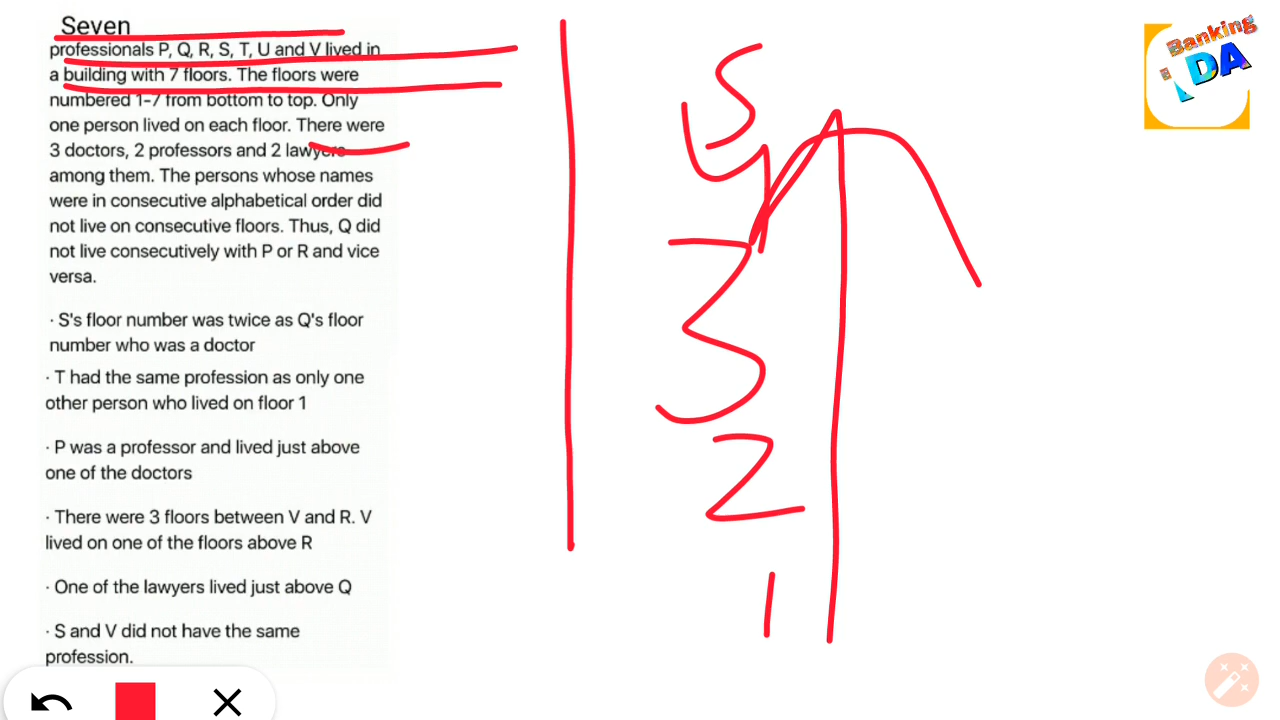 Seven
professionals P, Q, R, S, T, U and V lived in
a building with 7 floors. The floors were
numbered 1-7 from bottom to top. Only
one person lived on each floor. There were
3 doctors, 2 professors and 2 lawyers
among them. The persons whose names
were in consecutive alphabetical order did
not live on consecutive floors. Thus, Q did
not live consecutively with P or R and vice
versa.
· S's floor number was twice as Q's floor
number who was a doctor
· T had the same profession as only one
other person who lived on floor 1
· P was a professor and lived just above
one of the doctors
· There were 3 floors between V and R. V
lived on one of the floors above R
· One of the lawyers lived just above Q
· S and V did not have the same
profession.
5
4
3
2
1
Banking
DA